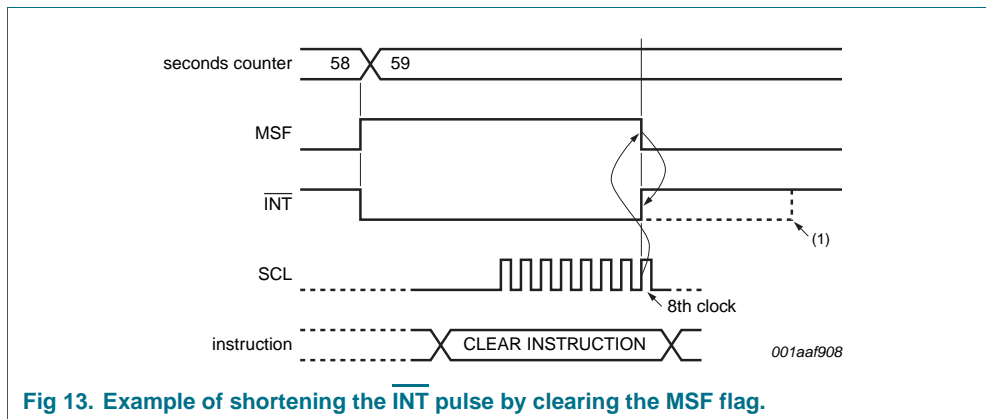 seconds counter 58 59
MSF
INT
(1)
SCL
8th clock
instruction CLEAR INSTRUCTION
001aaf908
Fig 13. Example of shortening the INT pulse by clearing the MSF flag.